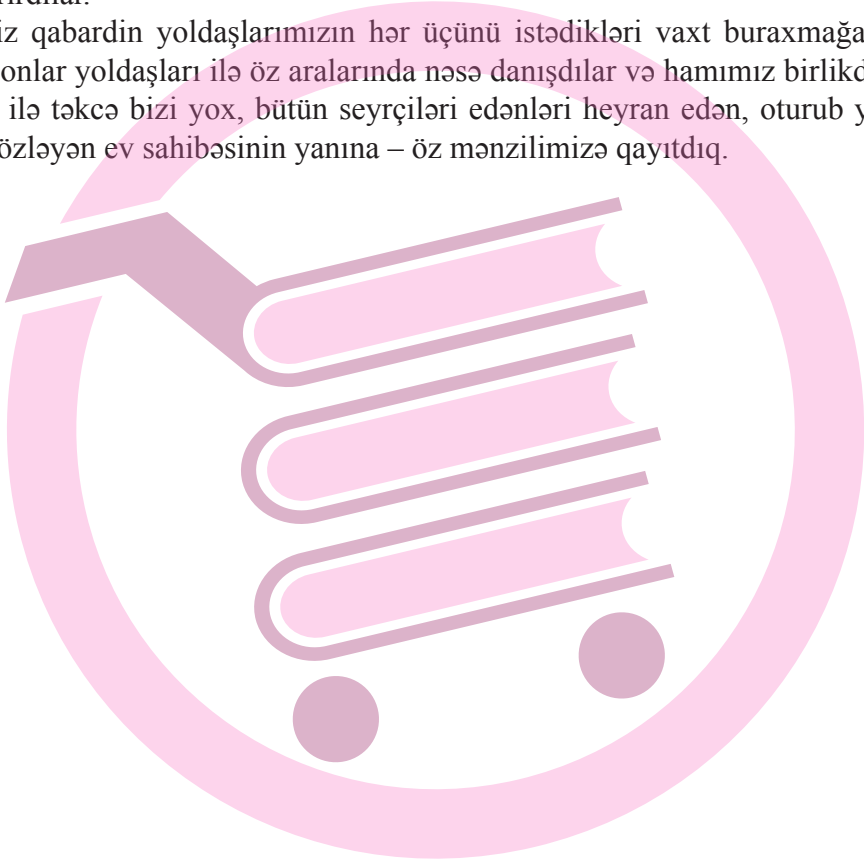 iz qabardin yoldaşlarımızın hər üçünü istədikləri vaxt buraxmağa
onlar yoldaşları ilə öz aralarında nəsə danışdılar və hamımız
ilə təkcə bizi yox, bütün seyrçiləri edənləri heyran edən, oturub
özləyən ev sahibəsinin yanına – öz mənzilimizə qayıtdıq.